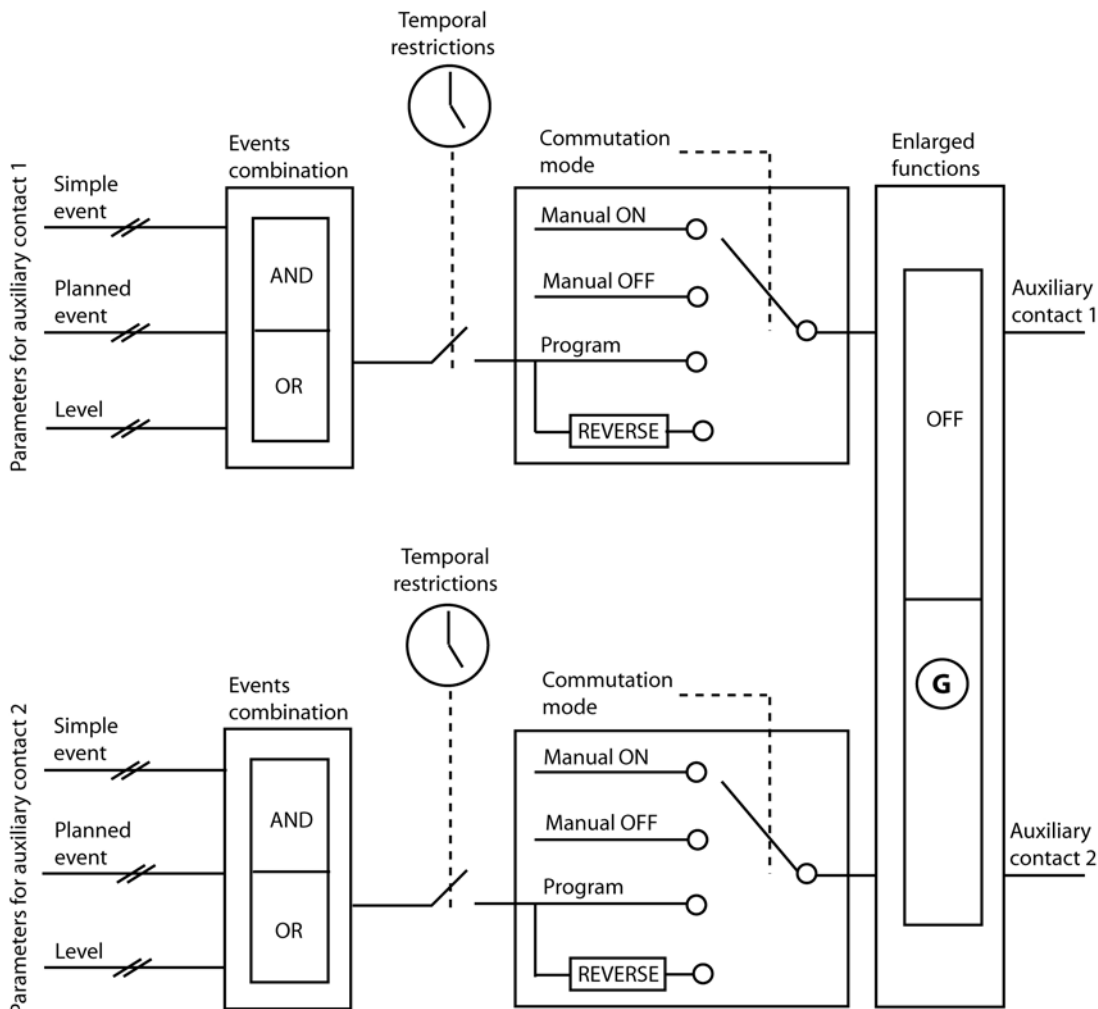 Temporal
restrictions
Parameters for auxiliary contact 1
Simple
event
Planned
event
Level
Events
combination
AND
OR
Commutation
mode
Manual ON
Manual OFF
Program
REVERSE
Enlarged
functions
OFF
G
Auxiliary
contact 1
Temporal
restrictions
Parameters for auxiliary contact 2
Simple
event
Planned
event
Level
Events
combination
AND
OR
Commutation
mode
Manual ON
Manual OFF
Program
REVERSE
Auxiliary
contact 2